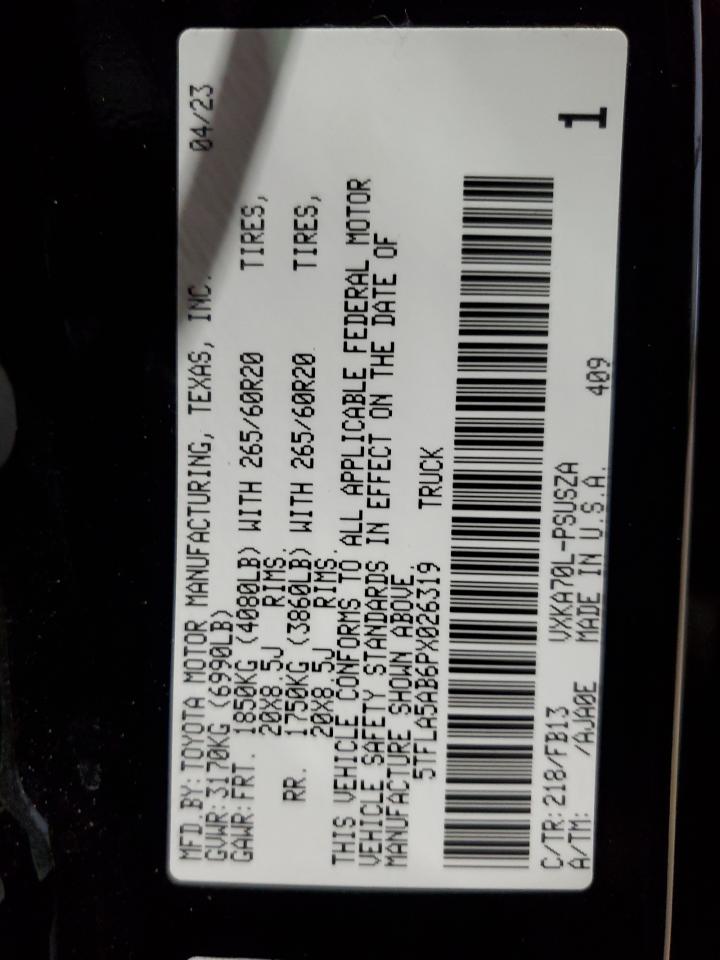 MFD.BY:TOYOTA MOTOR MANUFACTURING, TEXAS, INC. 04/23
GVWR:3170KG (6990LB)
GAWR:FRT. 1850KG (4080LB) WITH 265/60R20 TIRES,
20X8.5J RIMS.
RR. 1750KG (3860LB) WITH 265/60R20 TIRES,
20X8.5J RIMS.
THIS VEHICLE CONFORMS TO ALL APPLICABLE FEDERAL MOTOR
VEHICLE SAFETY STANDARDS IN EFFECT ON THE DATE OF
MANUFACTURE SHOWN ABOVE.
5TFLA5AB6PX026319 TRUCK
C/TR:218/FB13 VXKA70L-PSUSZA 1
A/TM: /AJA0E MADE IN U.S.A. 409